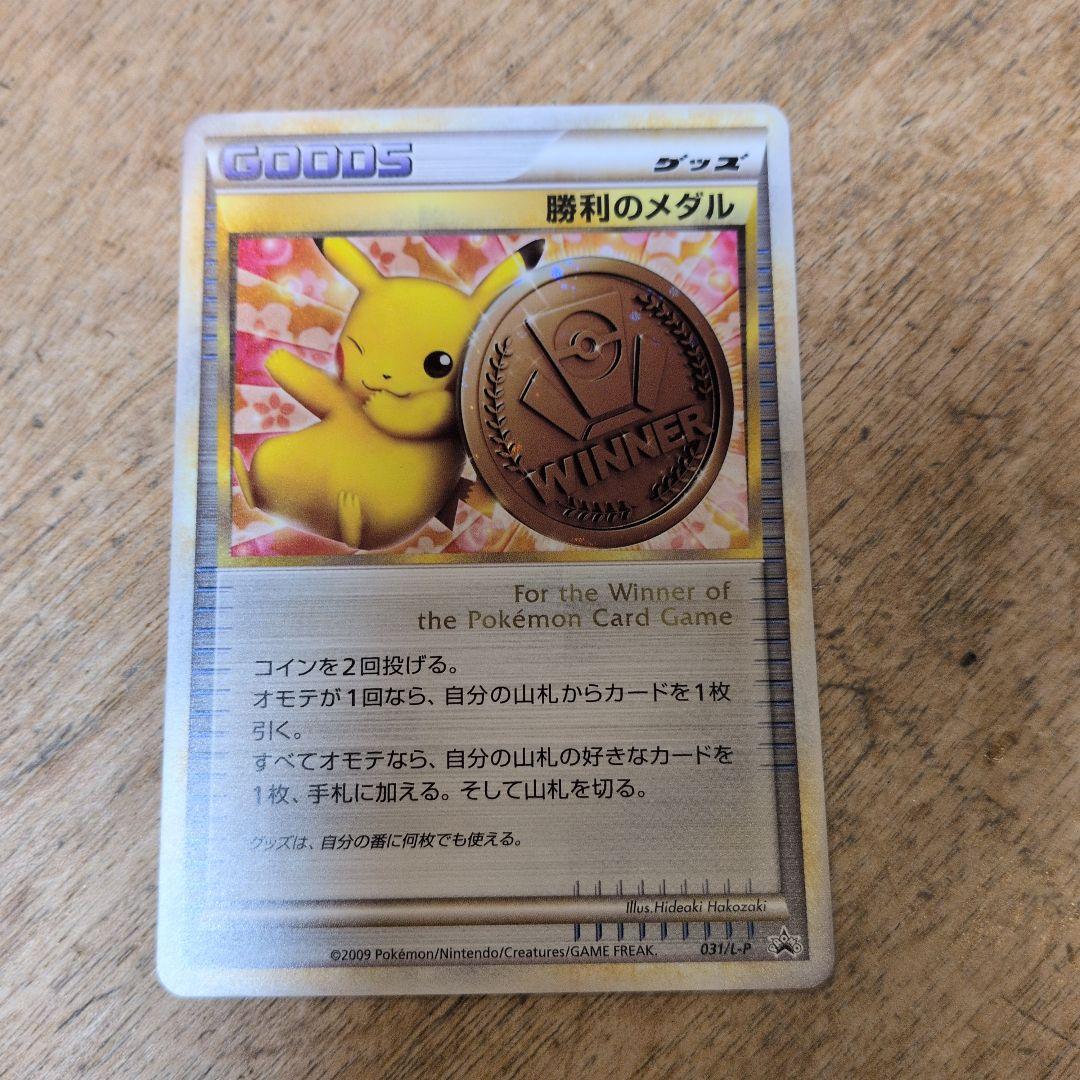 GOODS グッズ
勝利のメダル
WINNER
For the Winner of
the Pokémon Card Game
コインを2回投げる。
オモテが1回なら、自分の山札からカードを1枚
引く。
すべてオモテなら、自分の山札の好きなカードを
1枚、手札に加える。そして山札を切る。
グッズは、自分の番に何枚でも使える。
Illus.Hideaki Hakozaki
©2009 Pokémon/Nintendo/Creatures/GAME FREAK. 031/L-P